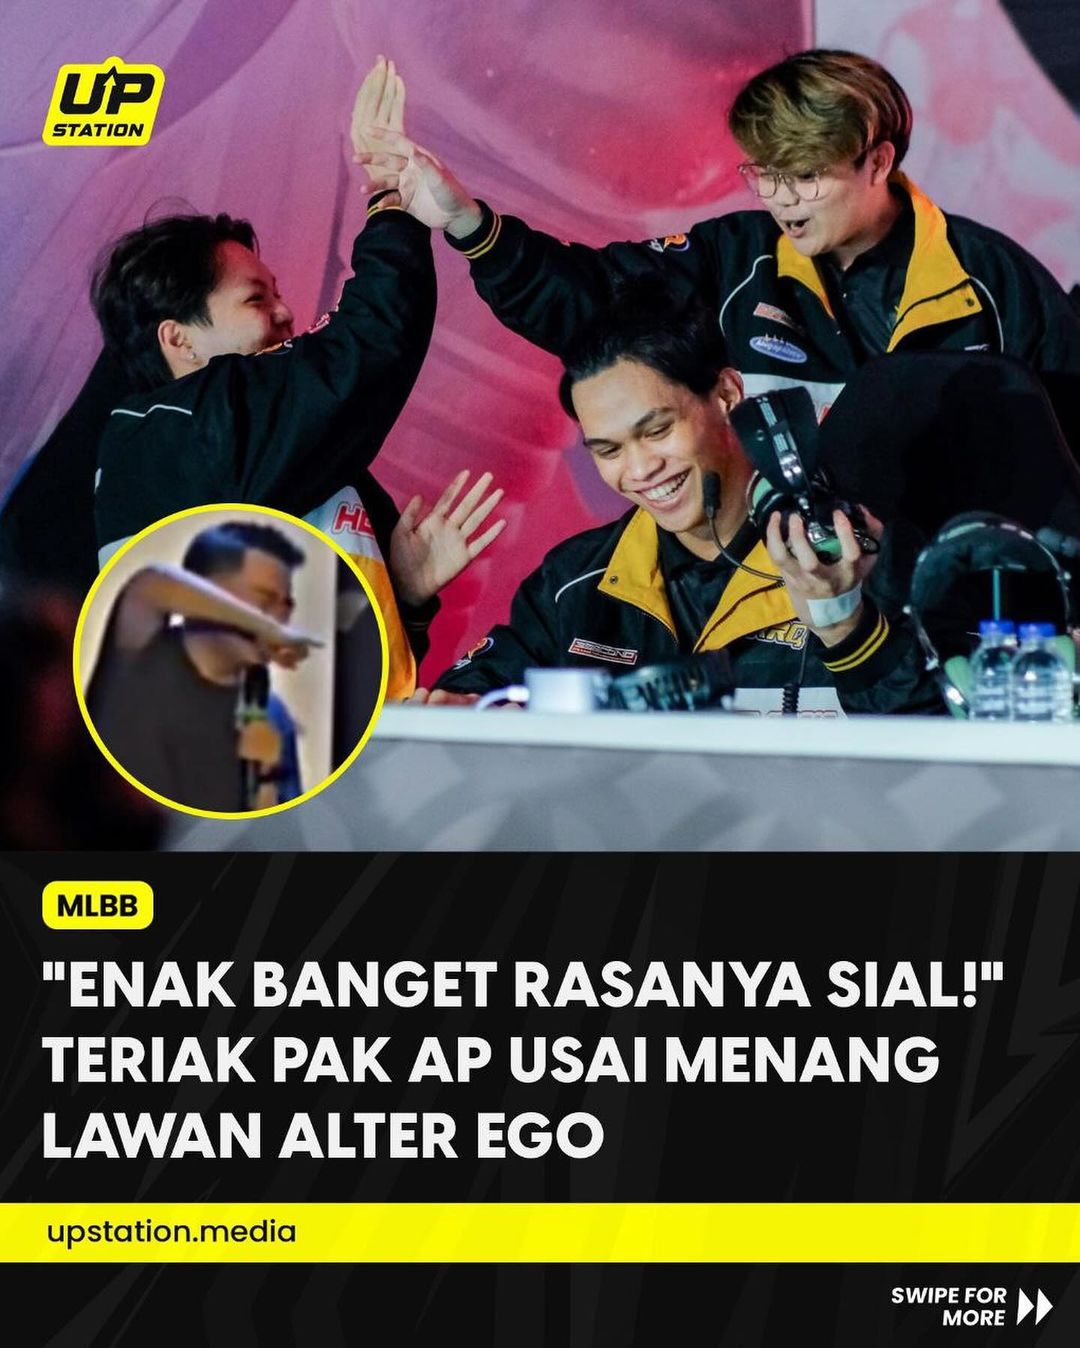 UP
STATION
MLBB
"ENAK BANGET RASANYA SIAL!"
TERIAK PAK AP USAI MENANG
LAWAN ALTER EGO
upstation.media
SWIPE FOR
MORE